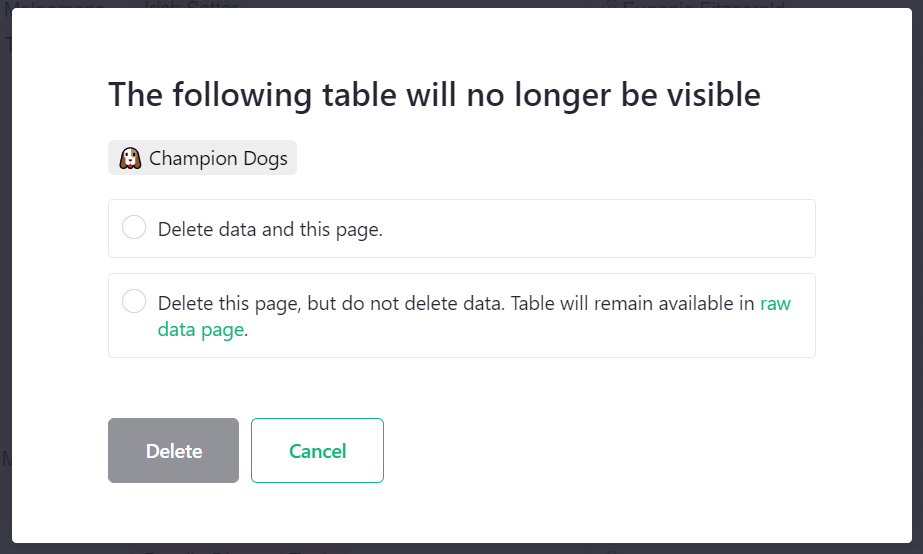 The following table will no longer be visible
Champion Dogs
Delete data and this page.
Delete this page, but do not delete data. Table will remain available in raw
data page.
Delete
Cancel